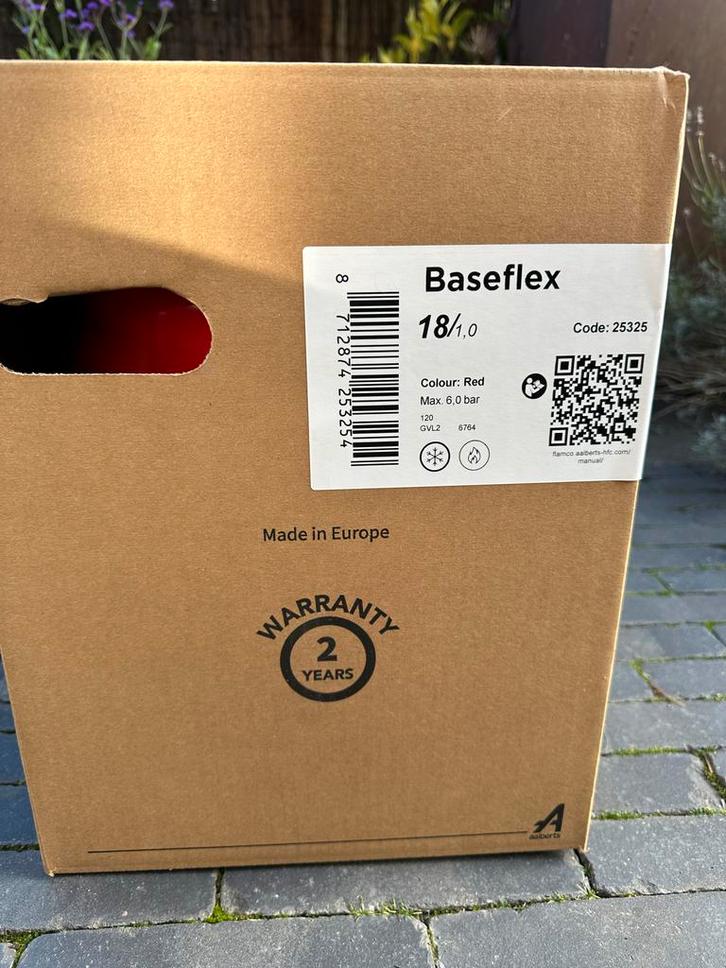 Baseflex
18/1,0
Code: 25325
Colour: Red
Max. 6,0 bar
120
GVL2 6764
flamco.aalberts-hfc.com/
manual/
8 712874 253254
Made in Europe
WARRANTY
2
YEARS
aalberts